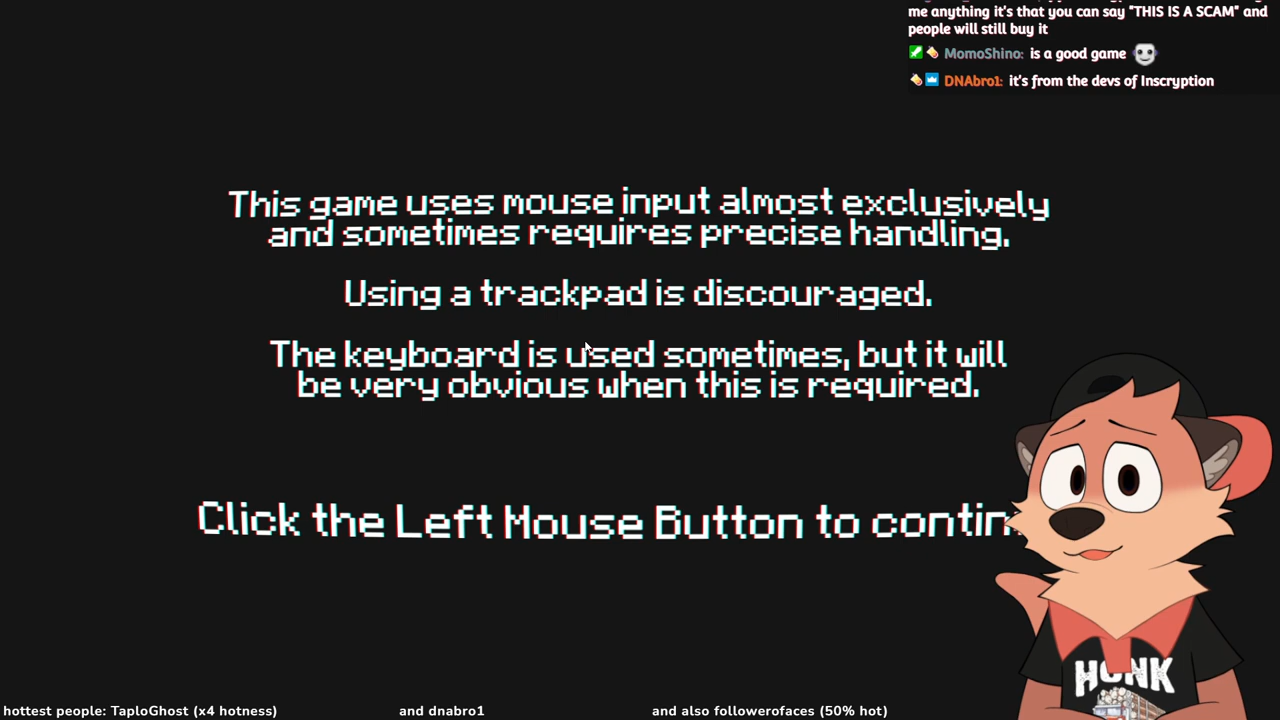 me anything it's that you can say "THIS IS A SCAM" and
people will still buy it
MomoShino: is a good game
DNAbro1: it's from the devs of Inscryption
This game uses mouse input almost exclusively
and sometimes requires precise handling.
Using a trackpad is discouraged.
The keyboard is used sometimes, but it will
be very obvious when this is required.
Click the Left Mouse Button to contin
HONK
hottest people: TaploGhost (x4 hotness) and dnabro1 and also followerofaces (50% hot)